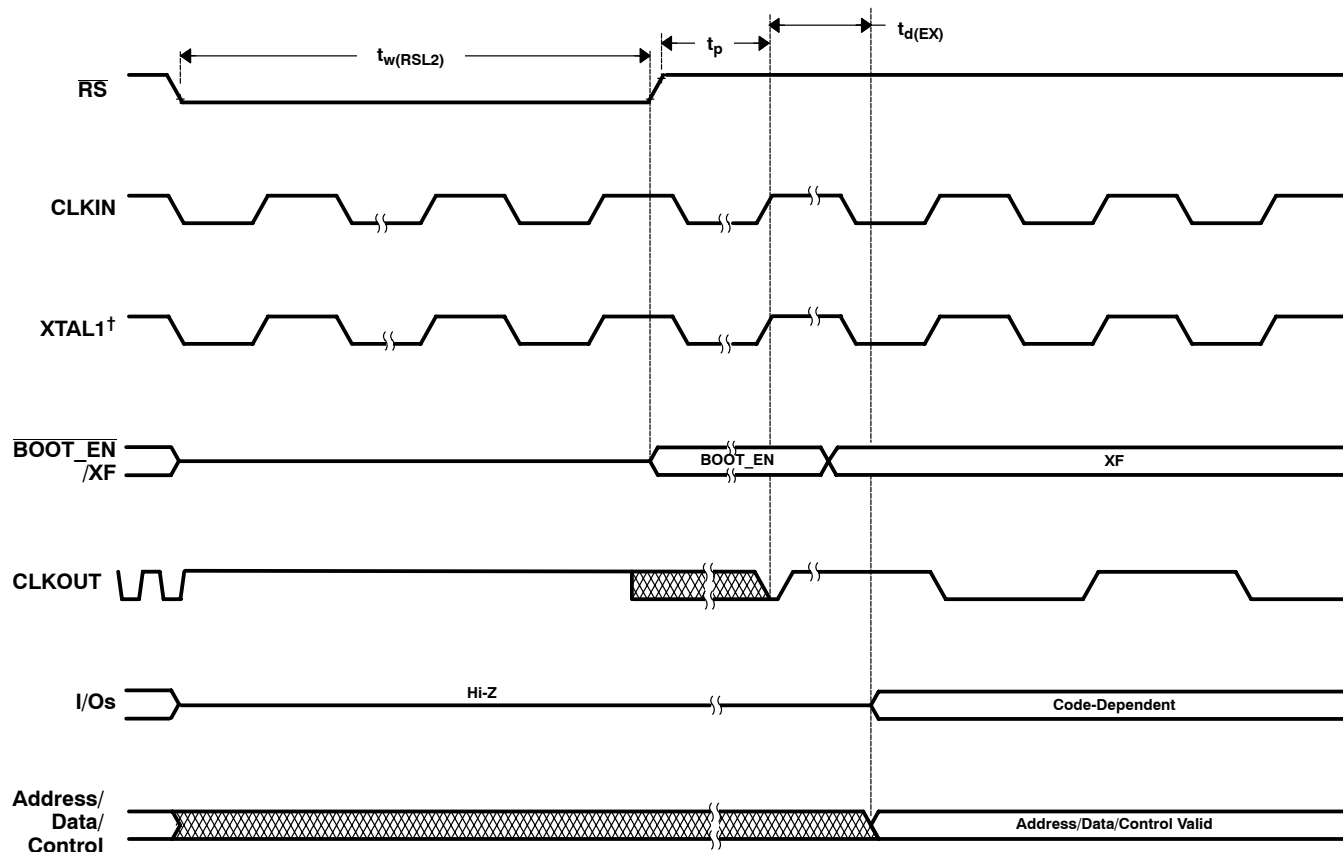 t_w(RSL2)
t_p
t_d(EX)
RS
CLKIN
XTAL1†
BOOT_EN
/XF
BOOT_EN
XF
CLKOUT
I/Os
Hi-Z
Code-Dependent
Address/
Data/
Control
Address/Data/Control Valid